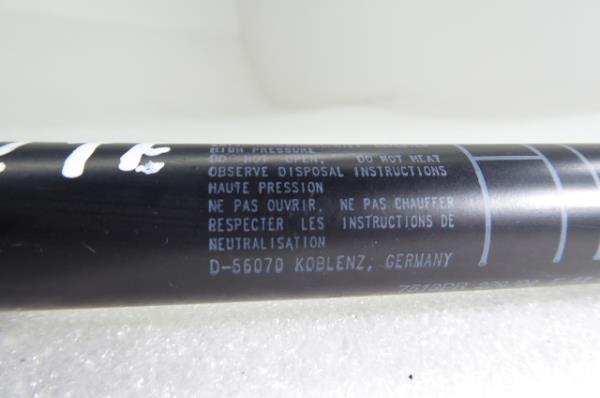 HIGH PRESSURE
DO NOT OPEN, DO NOT HEAT
OBSERVE DISPOSAL INSTRUCTIONS
HAUTE PRESSION
NE PAS OUVRIR, NE PAS CHAUFFER
RESPECTER LES INSTRUCTIONS DE
NEUTRALISATION
D-56070 KOBLENZ, GERMANY